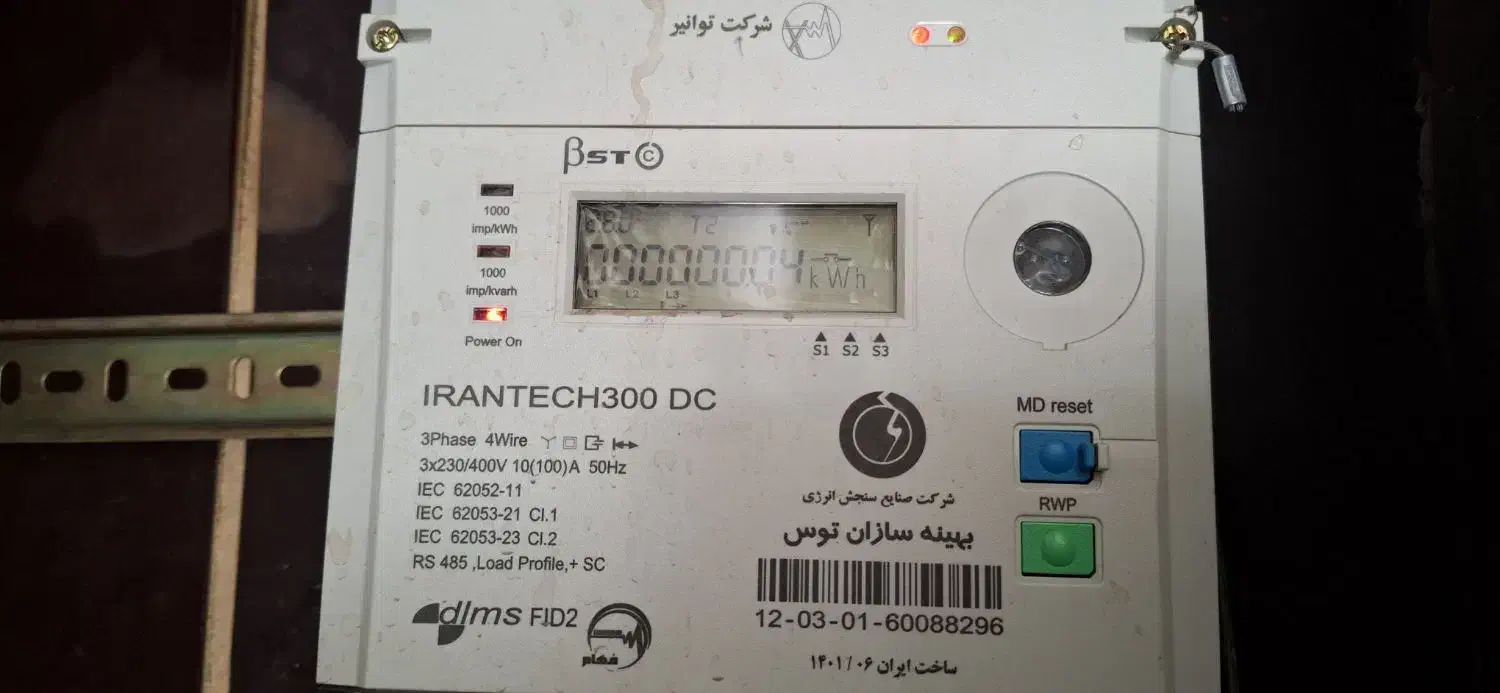 شرکت توانیر
βSTC
1000
imp/kWh
1000
imp/kvarh
Power On
T2
000000.04 kWh
L1 L2 L3
S1 S2 S3
IRANTECH300 DC
3Phase 4Wire
3x230/400V 10(100)A 50Hz
IEC 62052-11
IEC 62053-21 Cl.1
IEC 62053-23 Cl.2
RS 485 ,Load Profile,+ SC
dlms FID2
فهام
MD reset
RWP
شرکت صنایع سنجش انرژی
بهینه سازان توس
12-03-01-60088296
ساخت ایران ۰۶ / ۱۴۰۱